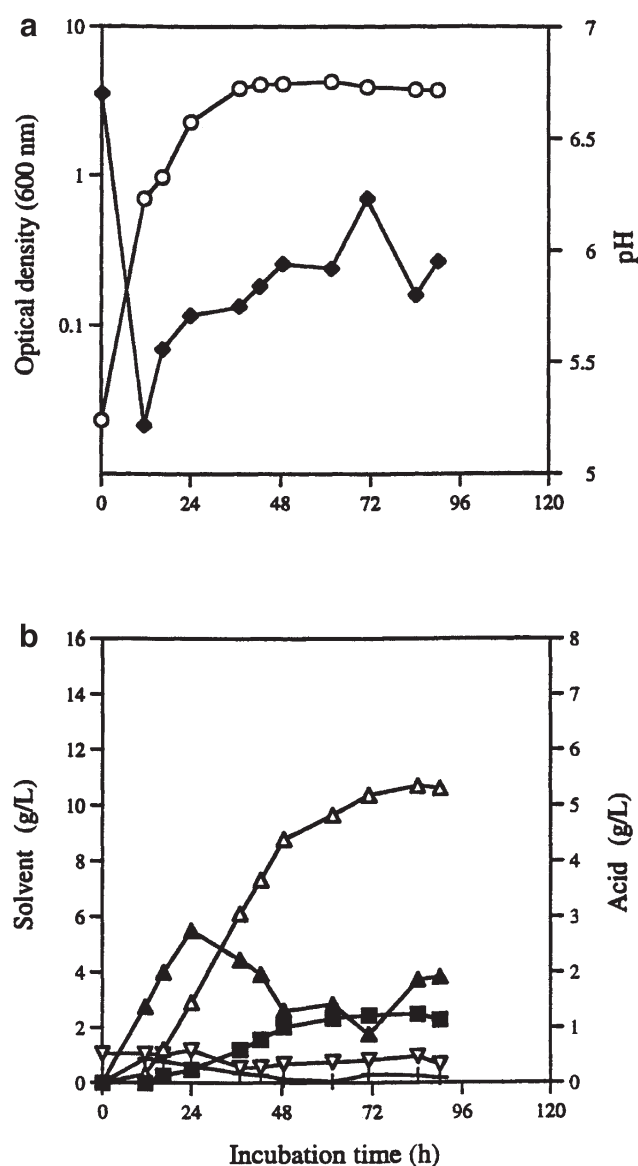 a
10
1
0.1
Optical density (600 nm)
7
6.5
6
5.5
5
pH
0 24 48 72 96 120
b
16
14
12
10
8
6
4
2
0
Solvent (g/L)
8
7
6
5
4
3
2
1
0
Acid (g/L)
0 24 48 72 96 120
Incubation time (h)